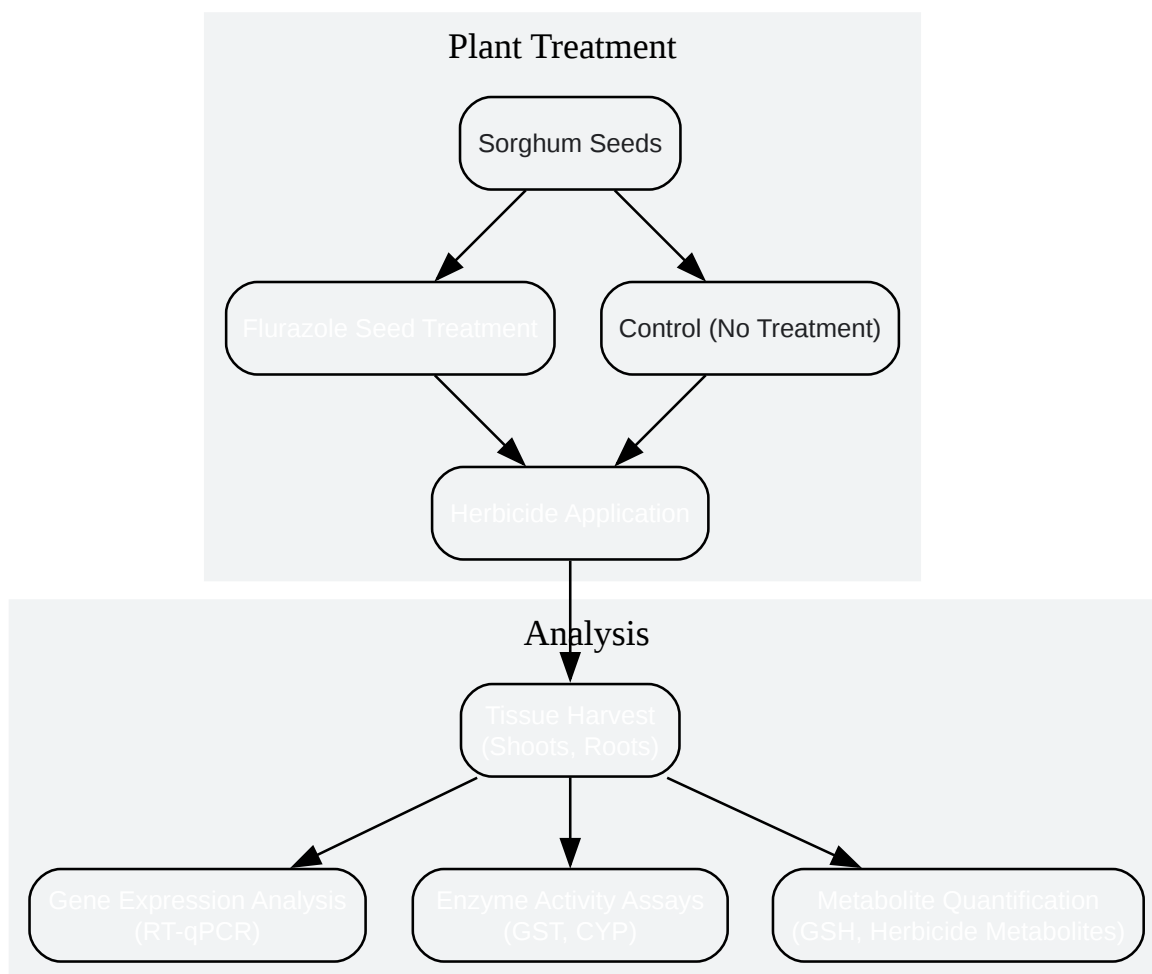 Plant Treatment
Sorghum Seeds
Flurazole Seed Treatment
Control (No Treatment)
Herbicide Application
Analysis
Tissue Harvest
(Shoots, Roots)
Gene Expression Analysis
(RT-qPCR)
Enzyme Activity Assays
(GST, CYP)
Metabolite Quantification
(GSH, Herbicide Metabolites)